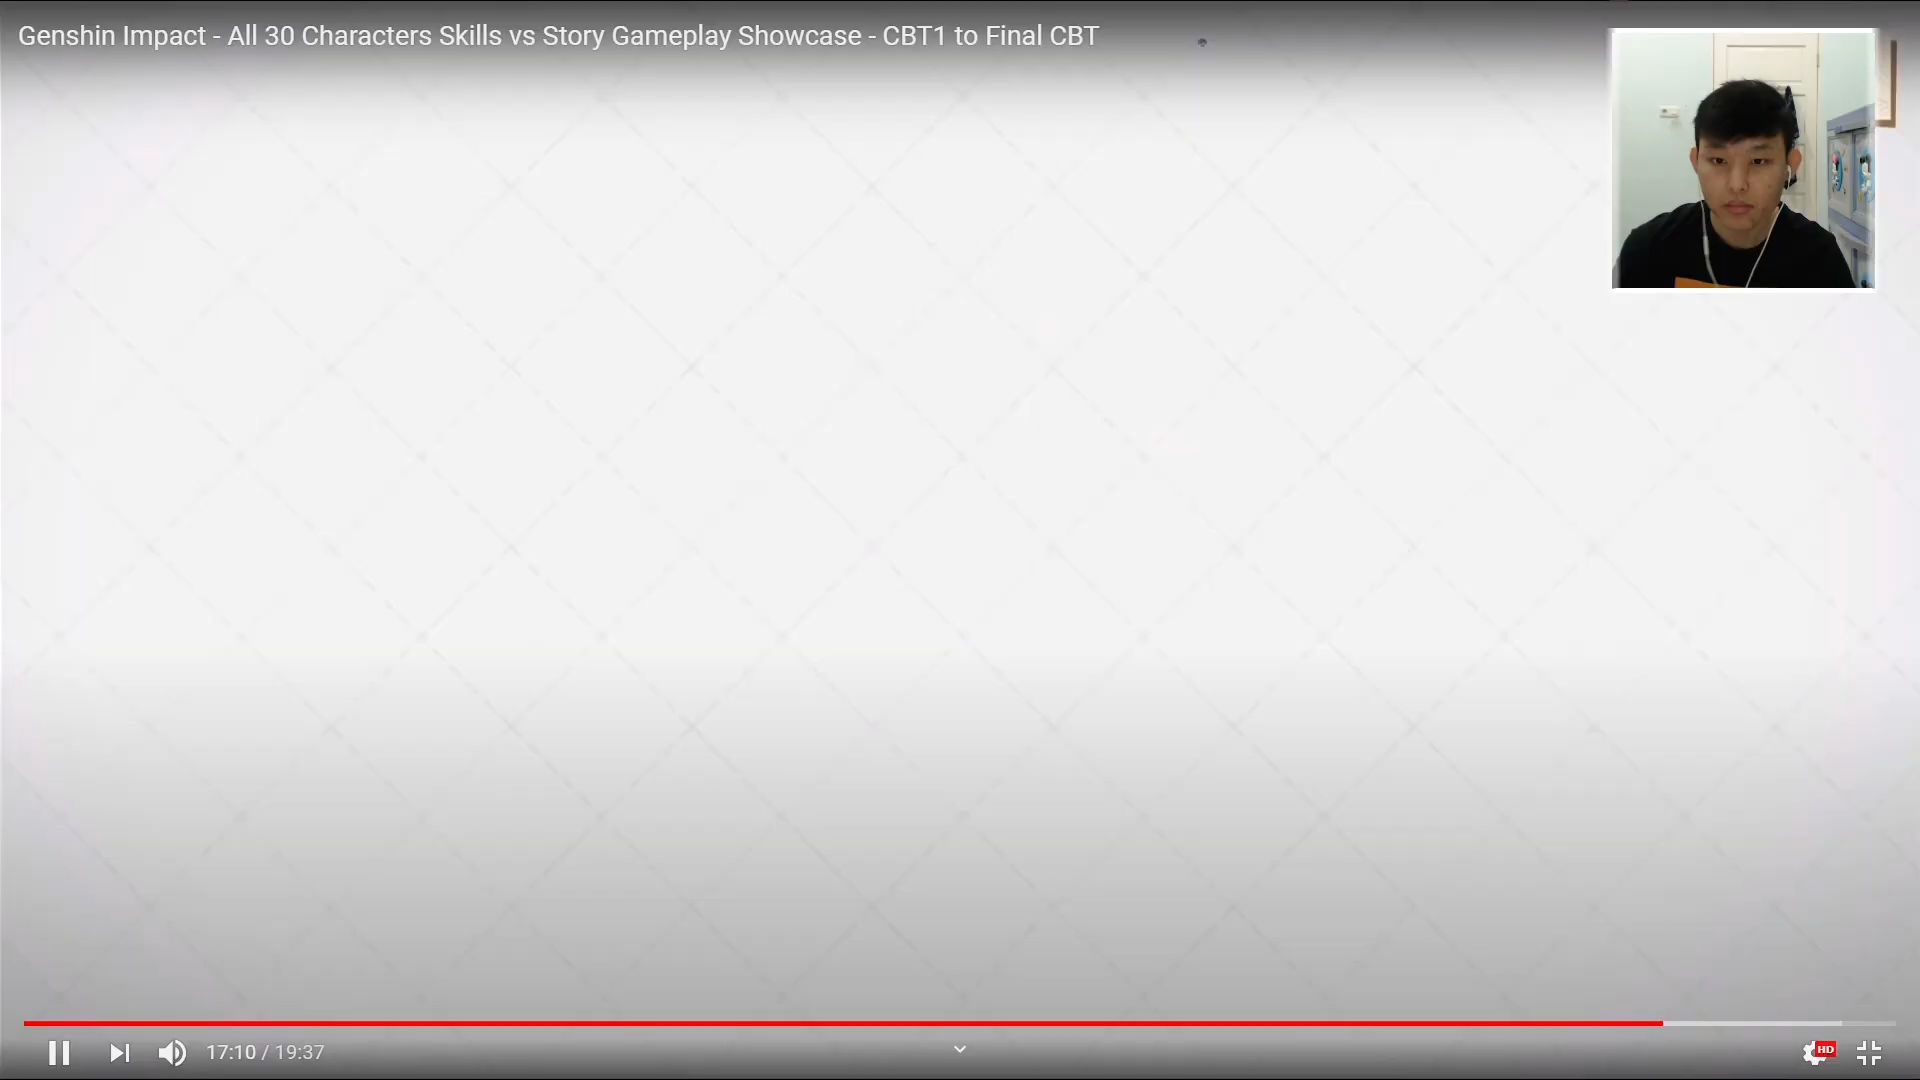 Genshin Impact - All 30 Characters Skills vs Story Gameplay Showcase - CBT1 to Final CBT
17:10 / 19:37
HD